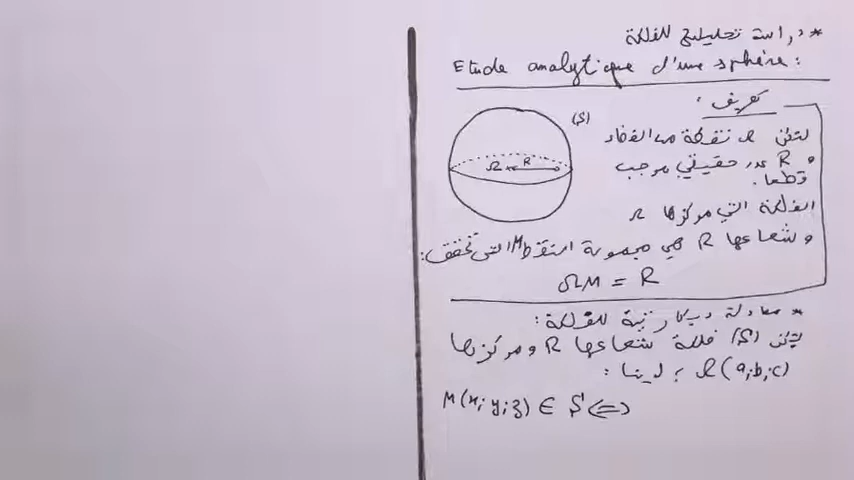 * دراسة تحليلية للفلكة
Etude analytique d'une sphère :
تعريف :
(S)
Ω R
لتكن Ω نقطة من الفضاء
و R عدد حقيقي موجب
قطعا.
الفلكة التي مركزها Ω
و شعاعها R هي مجموعة النقط M التي تحقق :
ΩM = R
* معادلة ديكارتية للفلكة :
لتكن (S) فلكة شعاعها R و مركزها
Ω(a;b;c) ؛ لدينا :
M(x;y;z) ∈ S ⇔